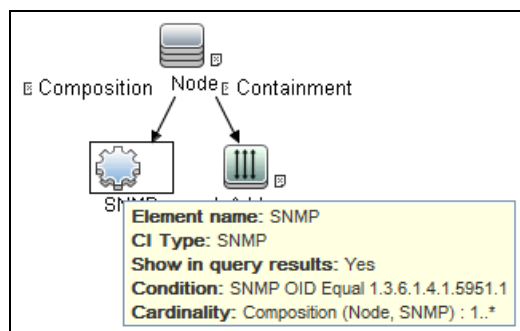 Composition Node Containment
SNMP
Element name: SNMP
CI Type: SNMP
Show in query results: Yes
Condition: SNMP OID Equal 1.3.6.1.4.1.5951.1
Cardinality: Composition (Node, SNMP) : 1..*